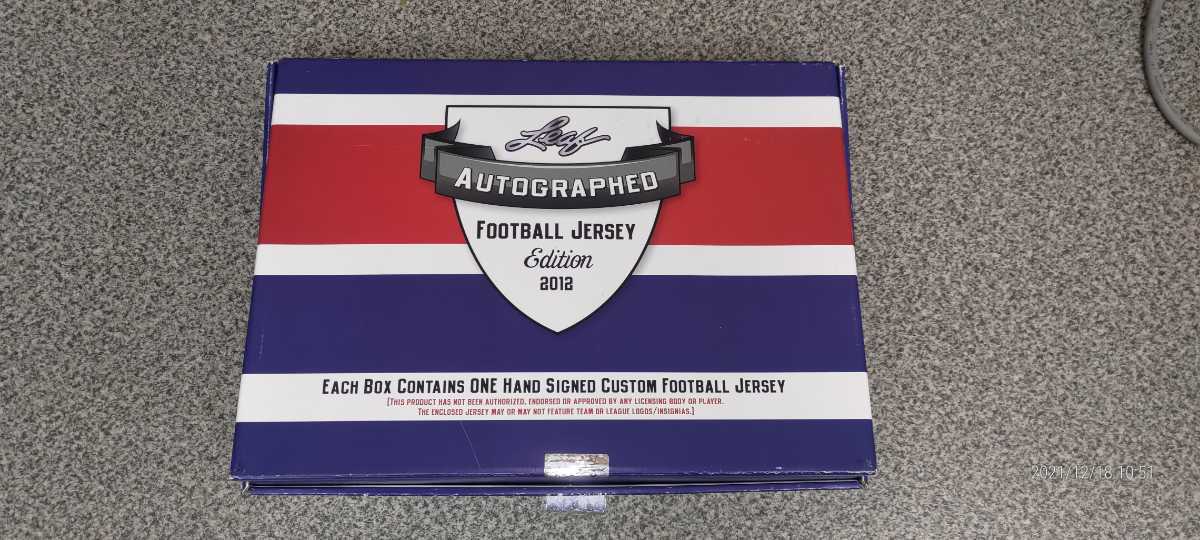 Leaf
AUTOGRAPHED
FOOTBALL JERSEY
Edition
2012
EACH BOX CONTAINS ONE HAND SIGNED CUSTOM FOOTBALL JERSEY
[THIS PRODUCT HAS NOT BEEN AUTHORIZED, ENDORSED OR APPROVED BY ANY LICENSING BODY OR PLAYER.
THE ENCLOSED JERSEY MAY OR MAY NOT FEATURE TEAM OR LEAGUE LOGOS/INSIGNIAS.]
2021/12/18 10:51